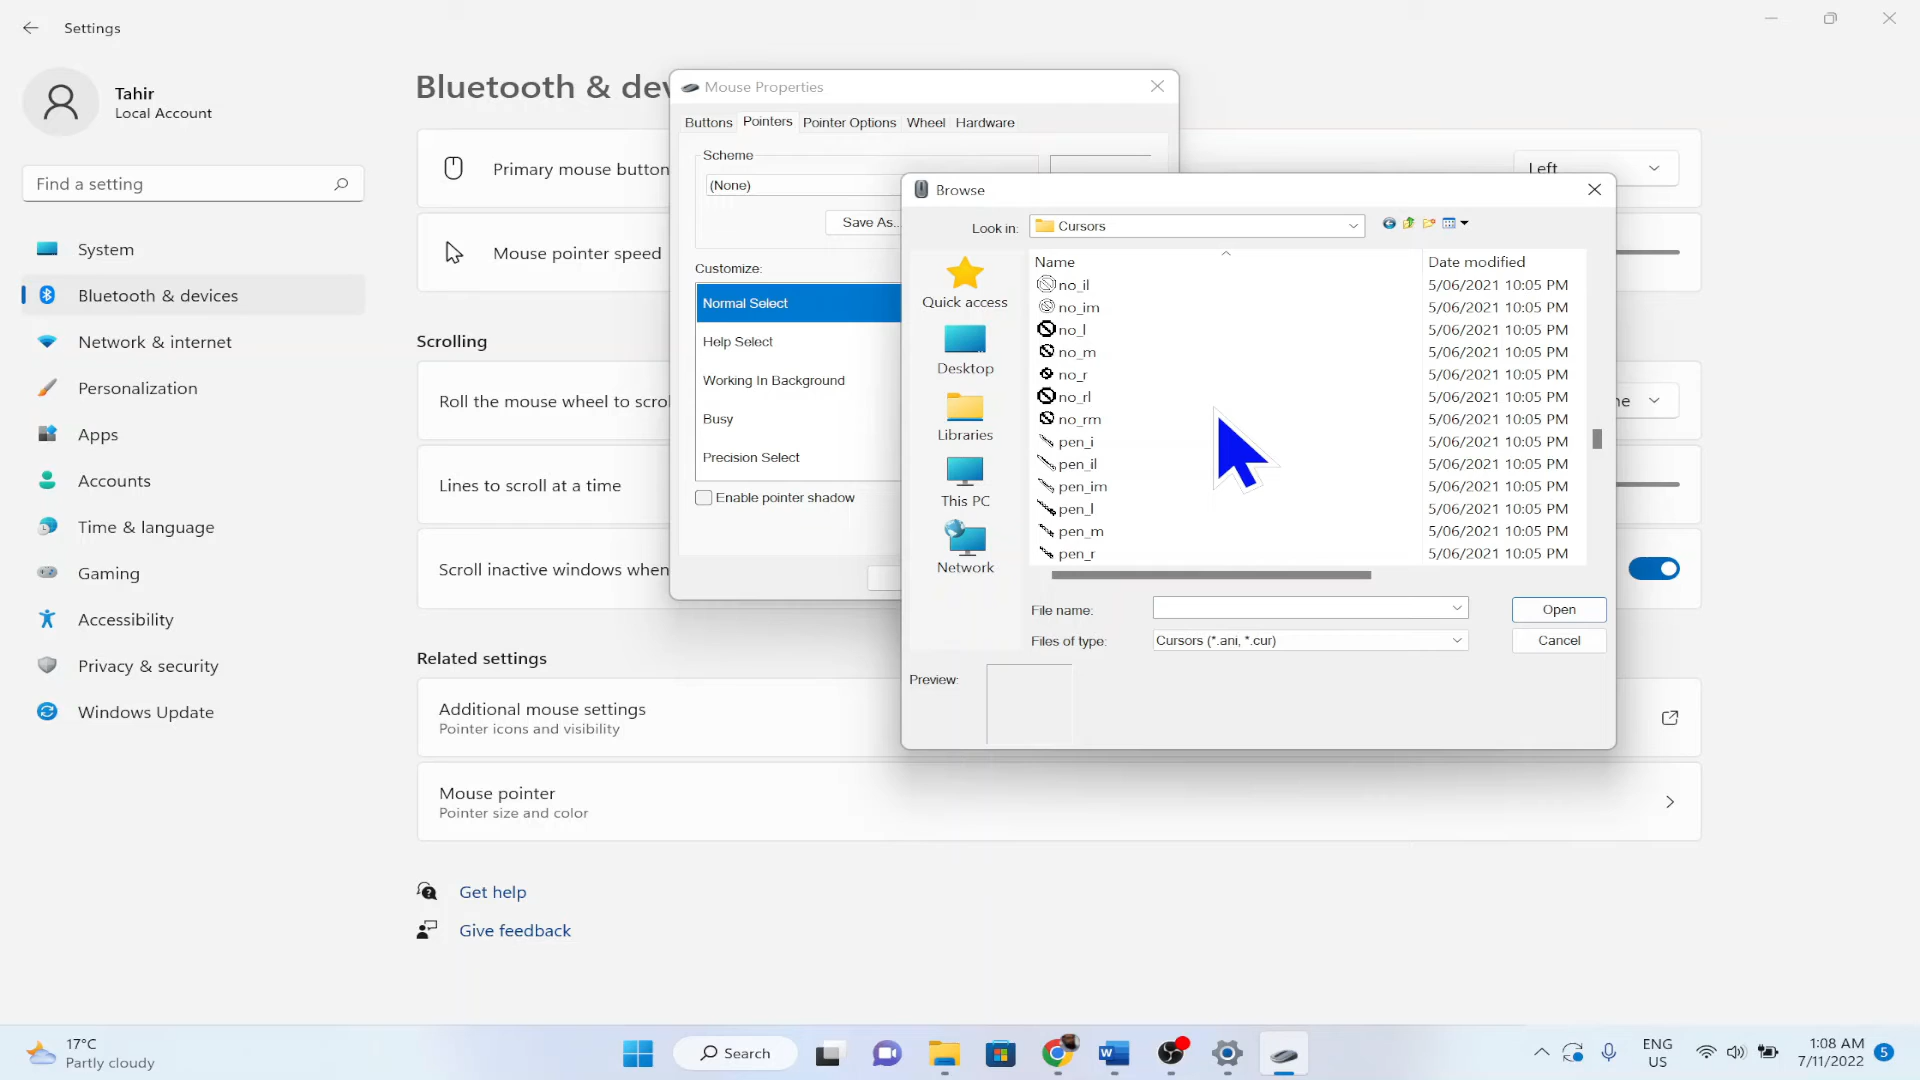 Settings
Tahir
Local Account
Find a setting
System
Bluetooth & devices
Network & internet
Personalization
Apps
Accounts
Time & language
Gaming
Accessibility
Privacy & security
Windows Update
Bluetooth & dev
Primary mouse button
Left
Mouse pointer speed
Scrolling
Roll the mouse wheel to scro
ne
Lines to scroll at a time
Scroll inactive windows when
Related settings
Additional mouse settings
Pointer icons and visibility
Mouse pointer
Pointer size and color
Get help
Give feedback
Mouse Properties
Buttons Pointers Pointer Options Wheel Hardware
Scheme
(None)
Save As..
Customize:
Normal Select
Help Select
Working In Background
Busy
Precision Select
Enable pointer shadow
Browse
Look in: Cursors
Quick access
Desktop
Libraries
This PC
Network
Name Date modified
no_il 5/06/2021 10:05 PM
no_im 5/06/2021 10:05 PM
no_l 5/06/2021 10:05 PM
no_m 5/06/2021 10:05 PM
no_r 5/06/2021 10:05 PM
no_rl 5/06/2021 10:05 PM
no_rm 5/06/2021 10:05 PM
pen_i 5/06/2021 10:05 PM
pen_il 5/06/2021 10:05 PM
pen_im 5/06/2021 10:05 PM
pen_l 5/06/2021 10:05 PM
pen_m 5/06/2021 10:05 PM
pen_r 5/06/2021 10:05 PM
File name: Open
Files of type: Cursors (*.ani, *.cur) Cancel
Preview:
17°C
Partly cloudy
Search
ENG
US
1:08 AM
7/11/2022
5